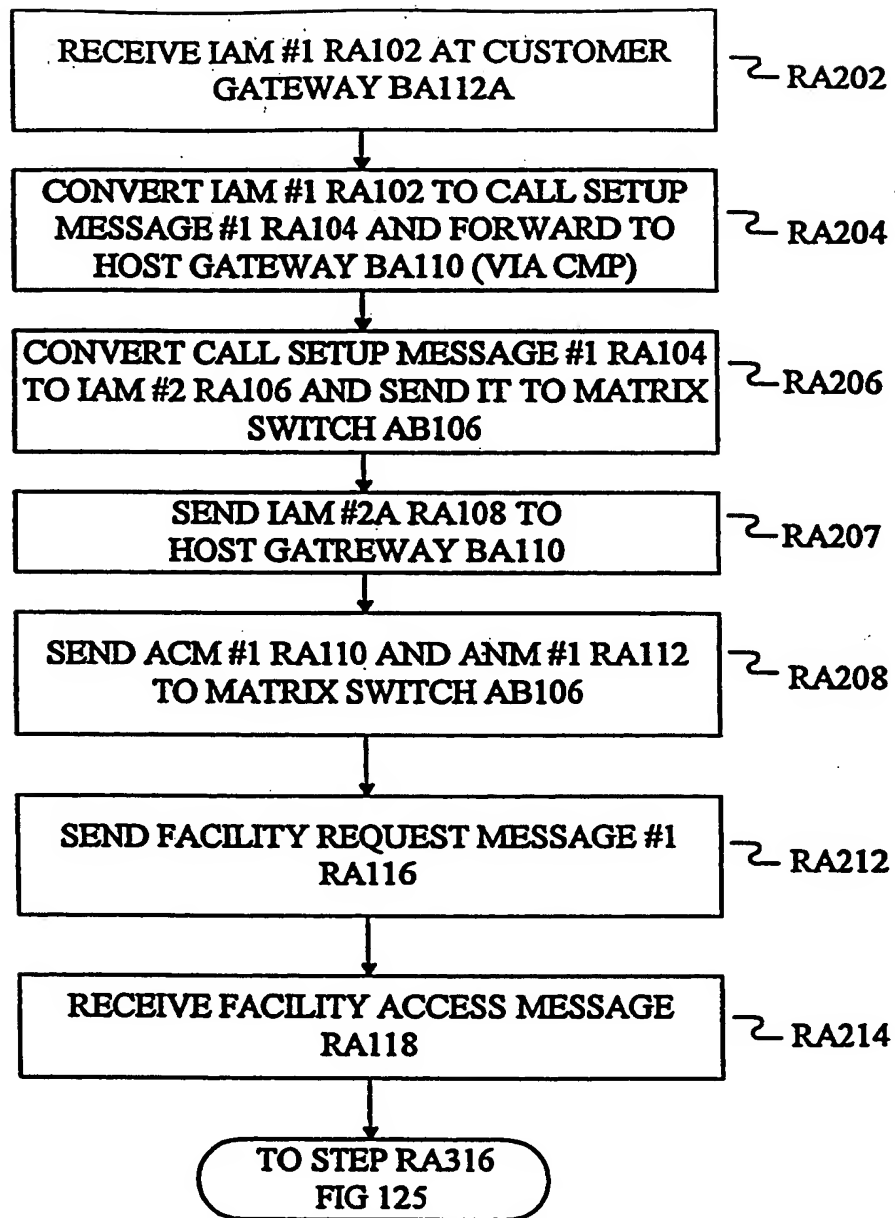 RECEIVE IAM #1 RA102 AT CUSTOMER
GATEWAY BA112A
RA202
CONVERT IAM #1 RA102 TO CALL SETUP
MESSAGE #1 RA104 AND FORWARD TO
HOST GATEWAY BA110 (VIA CMP)
RA204
CONVERT CALL SETUP MESSAGE #1 RA104
TO IAM #2 RA106 AND SEND IT TO MATRIX
SWITCH AB106
RA206
SEND IAM #2A RA108 TO
HOST GATREWAY BA110
RA207
SEND ACM #1 RA110 AND ANM #1 RA112
TO MATRIX SWITCH AB106
RA208
SEND FACILITY REQUEST MESSAGE #1
RA116
RA212
RECEIVE FACILITY ACCESS MESSAGE
RA118
RA214
TO STEP RA316
FIG 125